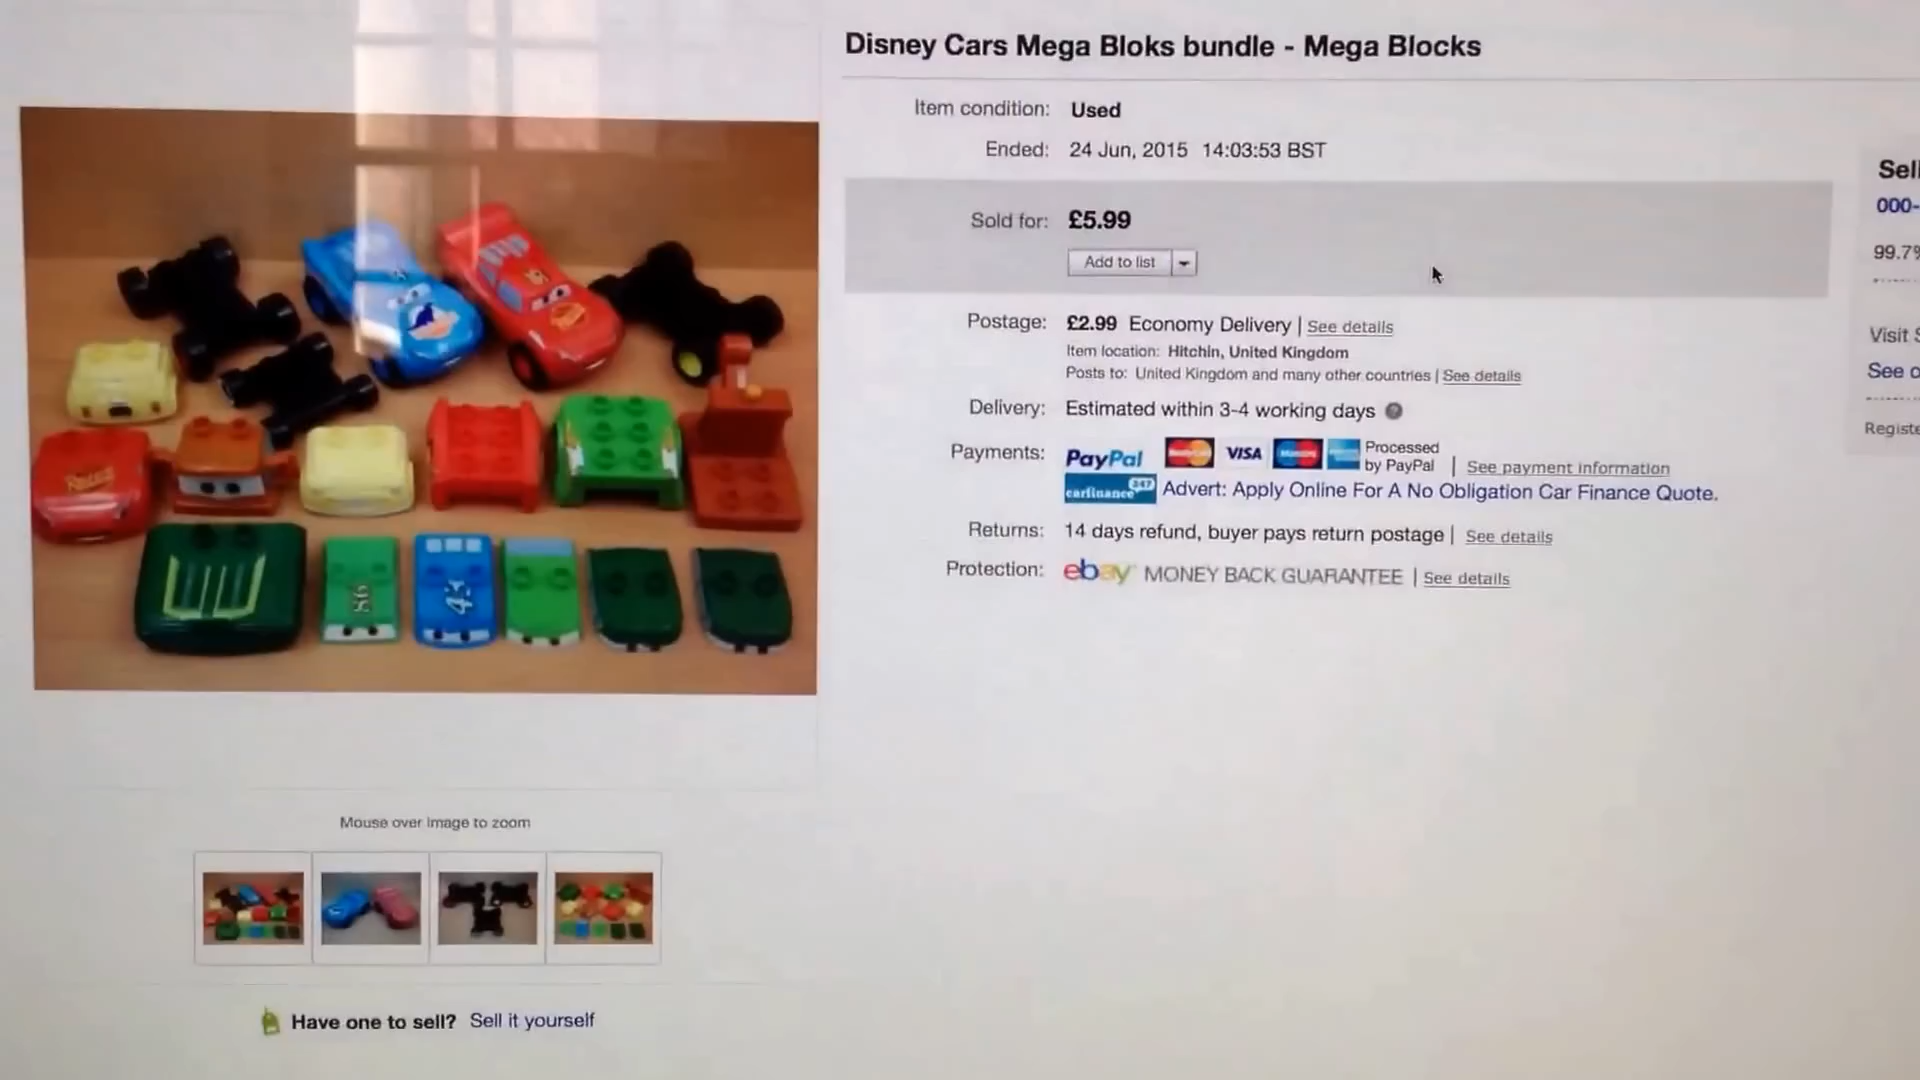 Disney Cars Mega Bloks bundle - Mega Blocks
Item condition: Used
Ended: 24 Jun, 2015 14:03:53 BST
Sold for: £5.99
Add to list
Postage: £2.99 Economy Delivery | See details
Item location: Hitchin, United Kingdom
Posts to: United Kingdom and many other countries | See details
Delivery: Estimated within 3-4 working days
Payments: PayPal VISA Processed by PayPal | See payment information
carfinance 247 Advert: Apply Online For A No Obligation Car Finance Quote.
Returns: 14 days refund, buyer pays return postage | See details
Protection: ebay MONEY BACK GUARANTEE | See details
Sell
000-
99.7%
Visit S
See o
Registe
86
43
Mouse over image to zoom
Have one to sell? Sell it yourself